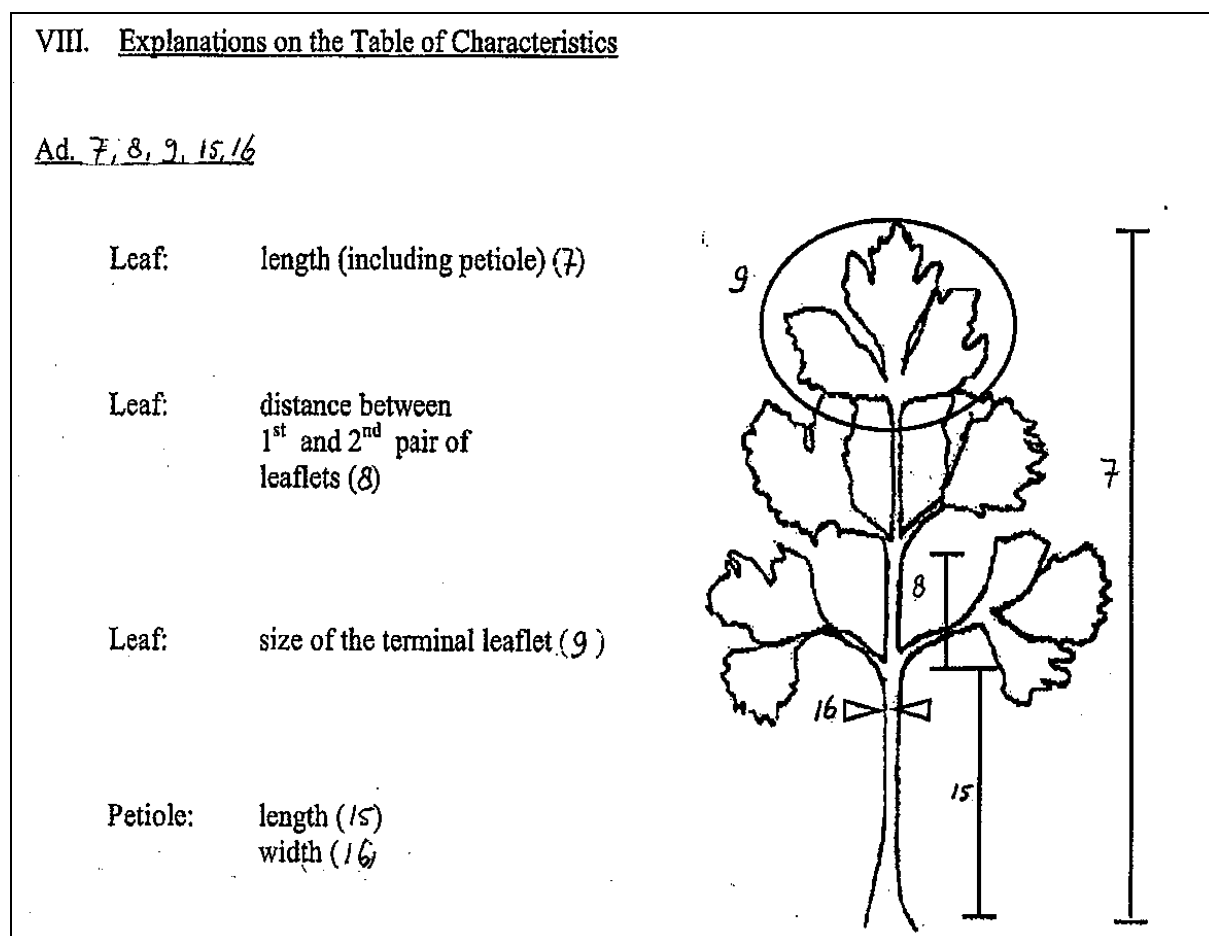 VIII. Explanations on the Table of Characteristics
Ad. 7, 8, 9, 15, 16
Leaf: length (including petiole) (7)
Leaf: distance between
1st and 2nd pair of
leaflets (8)
Leaf: size of the terminal leaflet (9)
Petiole: length (15)
width (16)
9
7
8
16
15